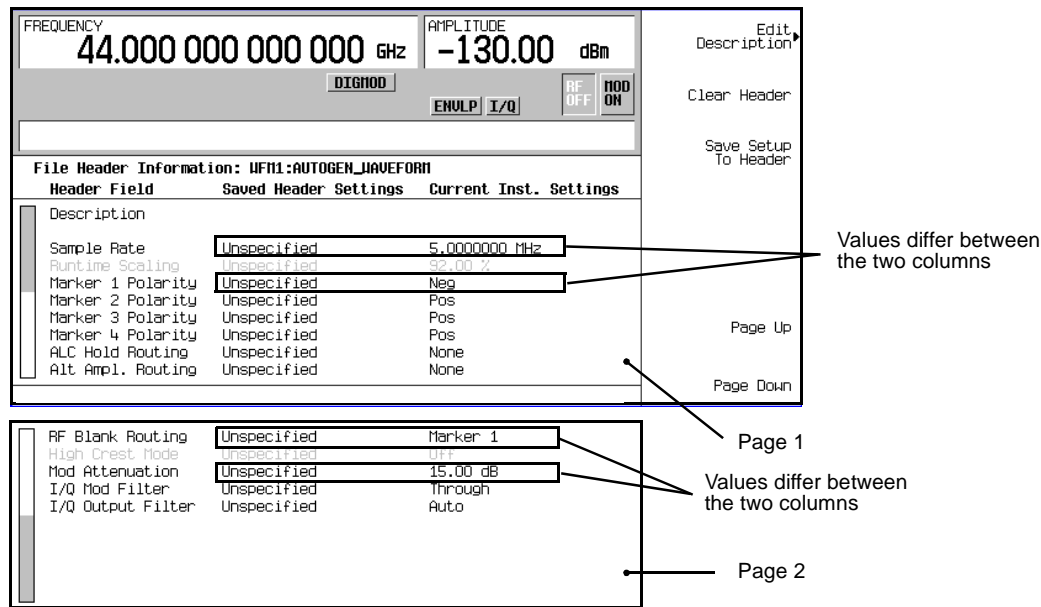 FREQUENCY
44.000 000 000 000 GHz
AMPLITUDE
-130.00 dBm
DIGMOD
ENVLP I/Q
RF OFF
MOD ON
Edit Description
Clear Header
Save Setup To Header
Page Up
Page Down
File Header Information: WFM1:AUTOGEN_WAVEFORM
Header Field Saved Header Settings Current Inst. Settings
Description
Sample Rate Unspecified 5.0000000 MHz
Runtime Scaling Unspecified 92.00 %
Marker 1 Polarity Unspecified Neg
Marker 2 Polarity Unspecified Pos
Marker 3 Polarity Unspecified Pos
Marker 4 Polarity Unspecified Pos
ALC Hold Routing Unspecified None
Alt Ampl. Routing Unspecified None
Values differ between
the two columns
Page 1
RF Blank Routing Unspecified Marker 1
High Crest Mode Unspecified Off
Mod Attenuation Unspecified 15.00 dB
I/Q Mod Filter Unspecified Through
I/Q Output Filter Unspecified Auto
Values differ between
the two columns
Page 2